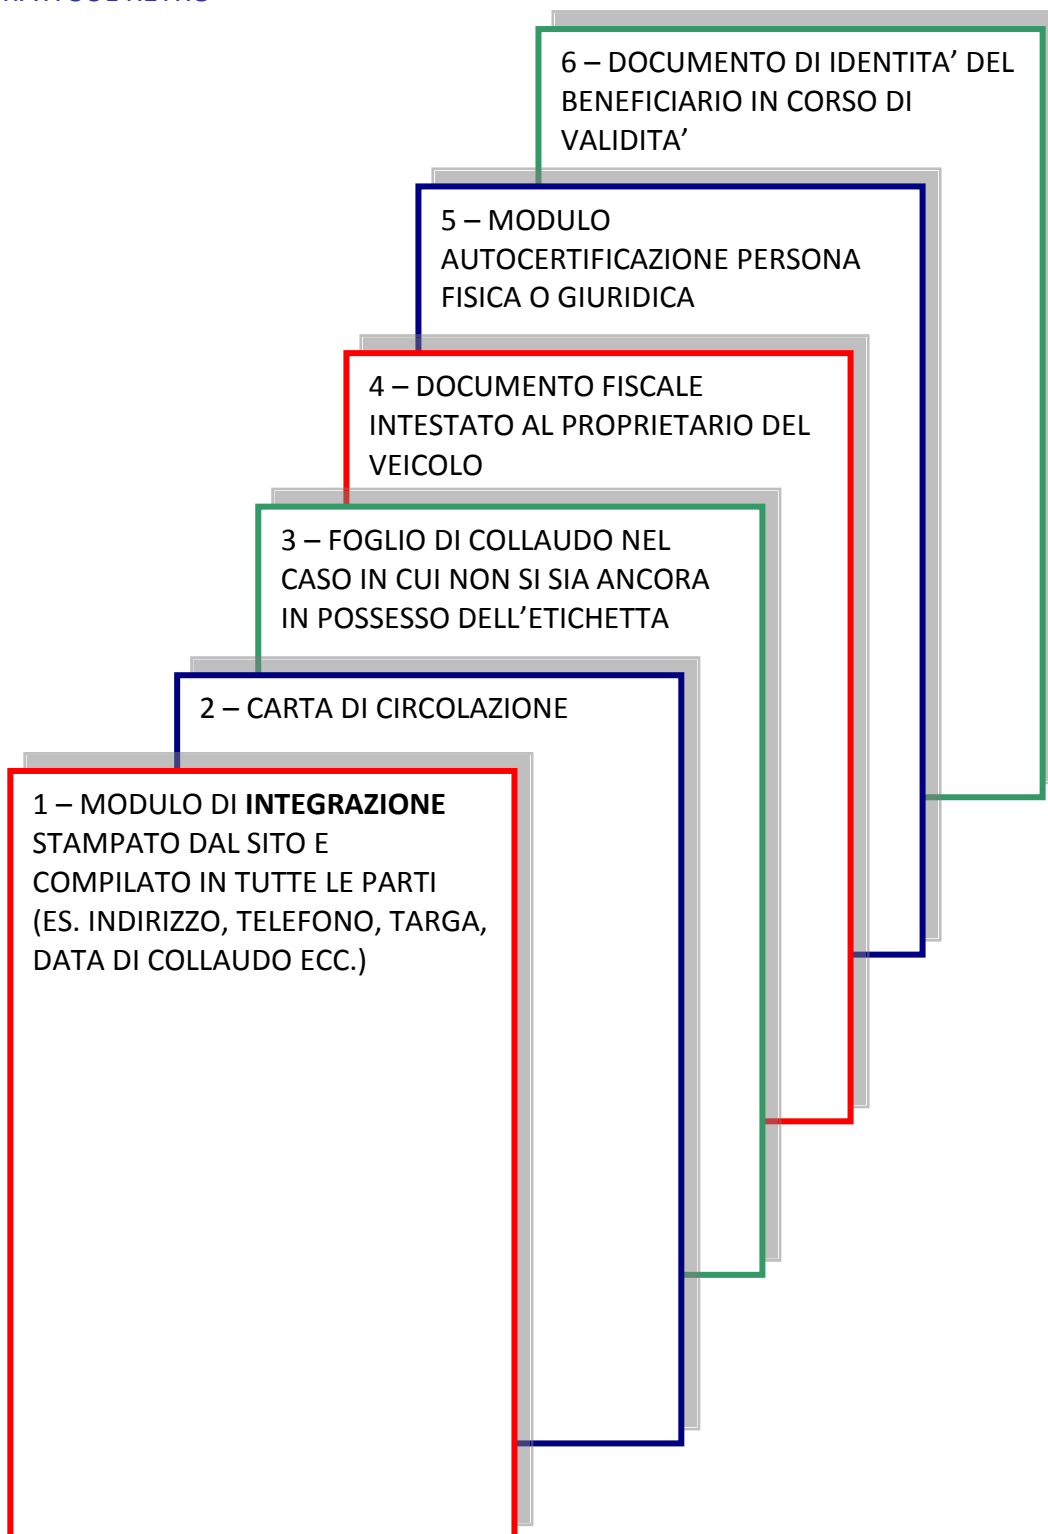 SUL RETRO
6 – DOCUMENTO DI IDENTITA’ DEL
BENEFICIARIO IN CORSO DI
VALIDITA’
5 – MODULO
AUTOCERTIFICAZIONE PERSONA
FISICA O GIURIDICA
4 – DOCUMENTO FISCALE
INTESTATO AL PROPRIETARIO DEL
VEICOLO
3 – FOGLIO DI COLLAUDO NEL
CASO IN CUI NON SI SIA ANCORA
IN POSSESSO DELL’ETICHETTA
2 – CARTA DI CIRCOLAZIONE
1 – MODULO DI INTEGRAZIONE
STAMPATO DAL SITO E
COMPILATO IN TUTTE LE PARTI
(ES. INDIRIZZO, TELEFONO, TARGA,
DATA DI COLLAUDO ECC.)